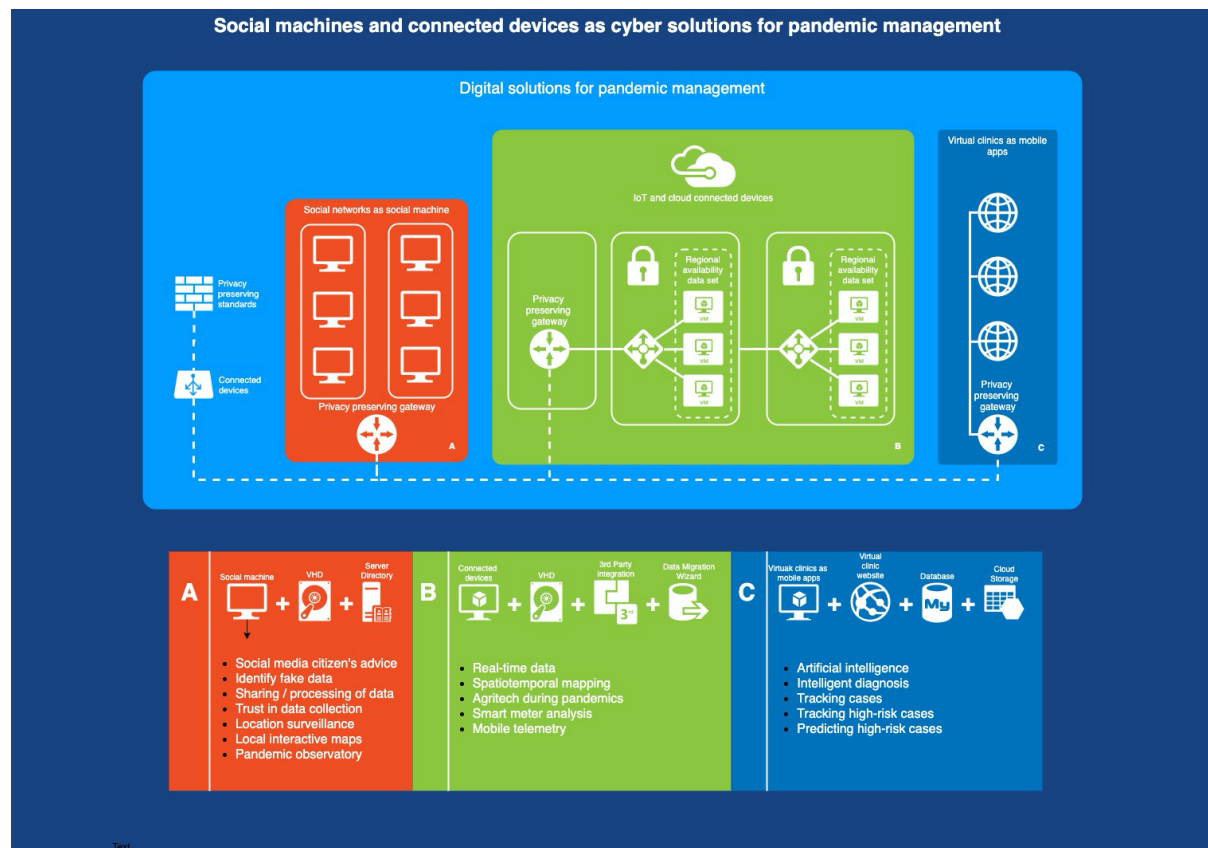 Social machines and connected devices as cyber solutions for pandemic management
Digital solutions for pandemic management
Privacy
preserving
standards
Connected
devices
Social networks as social machine
Privacy preserving gateway
A
IoT and cloud connected devices
Privacy
preserving
gateway
Regional
availability
data set
VM
VM
VM
Regional
availability
data set
VM
VM
VM
B
Virtual clinics as mobile
apps
Privacy
preserving
gateway
C
A
Social machine
VHD
Server
Directory
• Social media citizen's advice
• Identify fake data
• Sharing / processing of data
• Trust in data collection
• Location surveillance
• Local interactive maps
• Pandemic observatory
B
Connected
devices
VHD
3rd Party
Integration
3rd
Data Migration
Wizard
• Real-time data
• Spatiotemporal mapping
• Agritech during pandemics
• Smart meter analysis
• Mobile telemetry
C
Virtuak clinics as
mobile apps
Virtual
clinic
website
Database
My
Cloud
Storage
• Artificial intelligence
• Intelligent diagnosis
• Tracking cases
• Tracking high-risk cases
• Predicting high-risk cases
Text